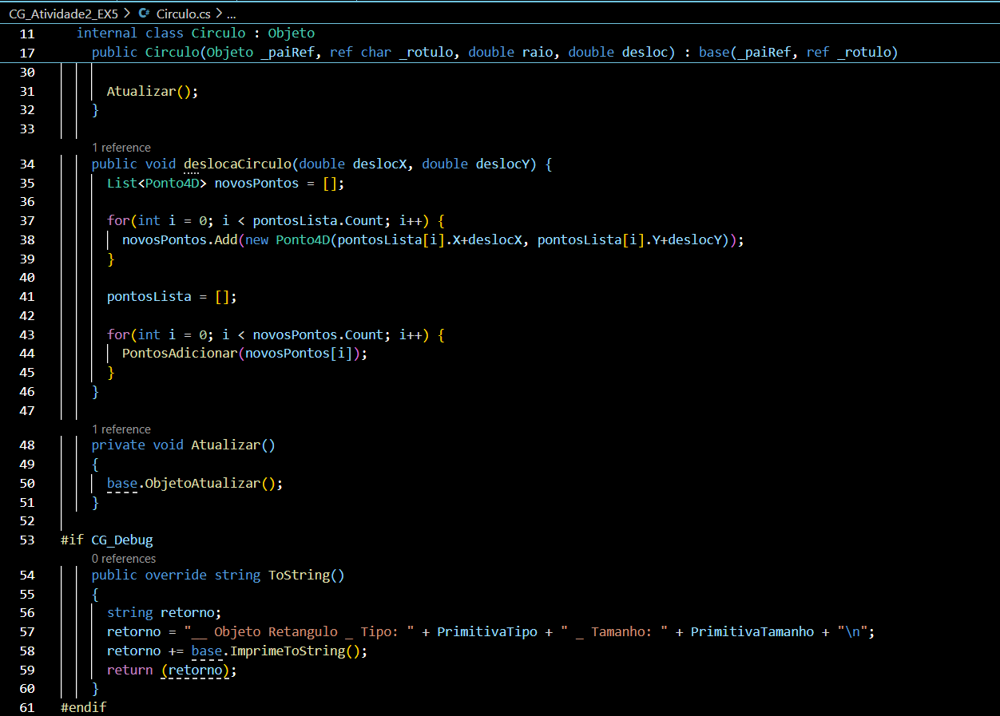 CG_Atividade2_EX5 > C# Circulo.cs > ...
11 internal class Circulo : Objeto
17 public Circulo(Objeto _paiRef, ref char _rotulo, double raio, double desloc) : base(_paiRef, ref _rotulo)
30
31 Atualizar();
32 }
33
1 reference
34 public void deslocaCirculo(double deslocX, double deslocY) {
35 List<Ponto4D> novosPontos = [];
36
37 for(int i = 0; i < pontosLista.Count; i++) {
38 novosPontos.Add(new Ponto4D(pontosLista[i].X+deslocX, pontosLista[i].Y+deslocY));
39 }
40
41 pontosLista = [];
42
43 for(int i = 0; i < novosPontos.Count; i++) {
44 PontosAdicionar(novosPontos[i]);
45 }
46 }
47
1 reference
48 private void Atualizar()
49 {
50 base.ObjetoAtualizar();
51 }
52
53 #if CG_Debug
0 references
54 public override string ToString()
55 {
56 string retorno;
57 retorno = "__ Objeto Retangulo _ Tipo: " + PrimitivaTipo + " _ Tamanho: " + PrimitivaTamanho + "\n";
58 retorno += base.ImprimeToString();
59 return (retorno);
60 }
61 #endif